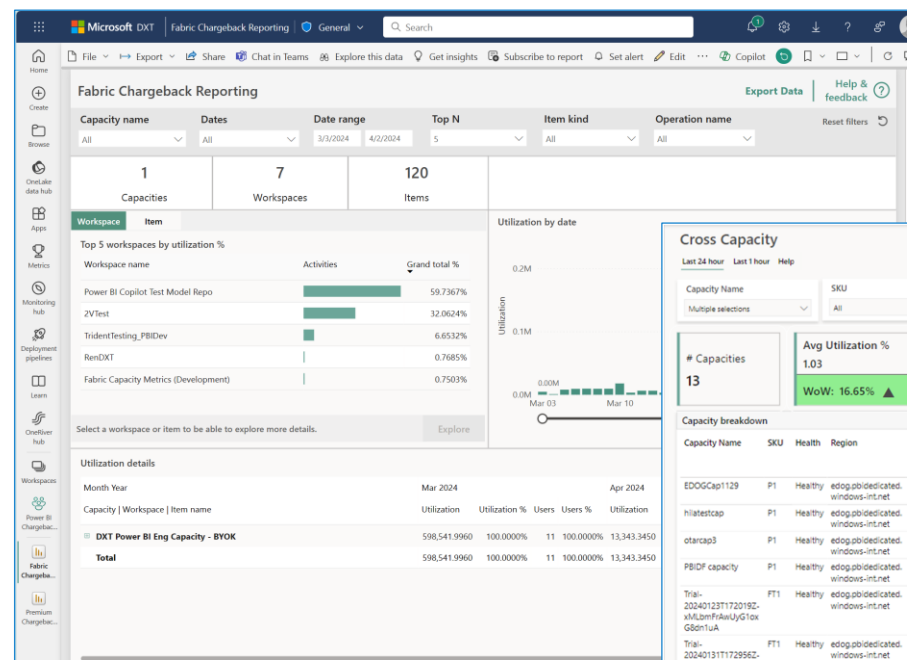 Microsoft DXT Fabric Chargeback Reporting General Search 1
File Export Share Chat in Teams Explore this data Get insights Subscribe to report Set alert Edit ... Copilot
Home
Create
Browse
OneLake
data hub
Apps
Metrics
Monitoring
hub
Deployment
pipelines
Learn
OneRiver
hub
Workspaces
Power BI
Chargebac...
Fabric
Chargeba...
Premium
Chargebac...
Fabric Chargeback Reporting
Export Data
Help &
feedback ?
Capacity name Dates Date range Top N Item kind Operation name Reset filters
All All 3/3/2024 4/2/2024 5 All All
1 7 120
Capacities Workspaces Items
Workspace Item
Top 5 workspaces by utilization %
Workspace name Activities Grand total %
Power BI Copilot Test Model Repo 59.7367%
2VTest 32.0624%
TridentTesting_PBIDev 6.6532%
RenDXT 0.7685%
Fabric Capacity Metrics (Development) 0.7503%
Select a workspace or item to be able to explore more details. Explore
Utilization by date
Utilization
0.2M
0.1M
0.0M
0.00M
Mar 03 Mar 10
Utilization details
Month Year Mar 2024 Apr 2024
Capacity | Workspace | Item name Utilization Utilization % Users Users % Utilization
DXT Power BI Eng Capacity - BYOK 598,541.9960 100.0000% 11 100.0000% 13,343.3450
Total 598,541.9960 100.0000% 11 100.0000% 13,343.3450
Cross Capacity
Last 24 hour Last 1 hour Help
Capacity Name SKU
Multiple selections All
# Capacities
13
Avg Utilization %
1.03
WoW: 16.65%
Capacity breakdown
Capacity Name SKU Health Region
EDOGCap1129 P1 Healthy edog.pbidedicated.
windows-int.net
hilatestcap P1 Healthy edog.pbidedicated.
windows-int.net
otarcap3 P1 Healthy edog.pbidedicated.
windows-int.net
PBIDF capacity P1 Healthy edog.pbidedicated.
windows-int.net
Trial- FT1 Healthy edog.pbidedicated.
20240123T172019Z- windows-int.net
xMLbmFrAwUyG1ox
G8dn1uA
Trial- FT1 Healthy edog.pbidedicated.
20240131T172956Z- windows-int.net